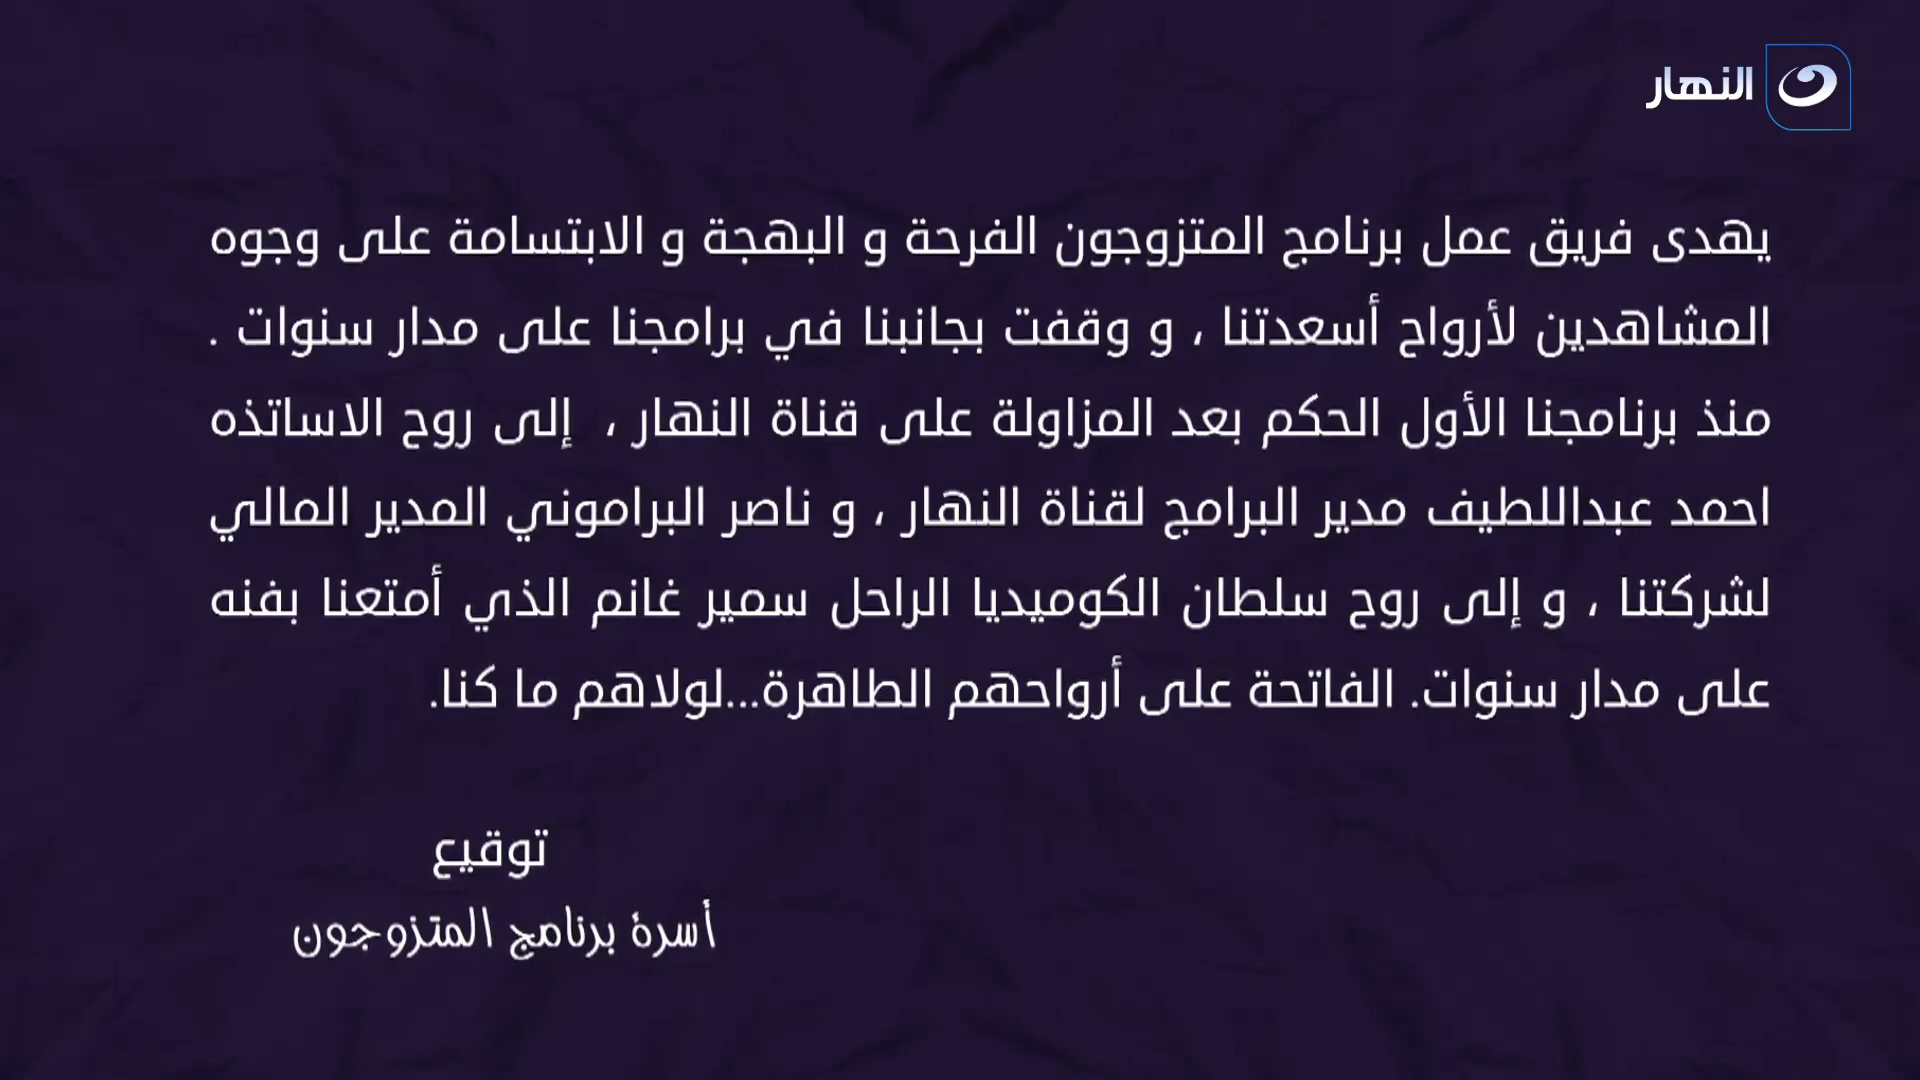 النهار
يهدى فريق عمل برنامج المتزوجون الفرحة و البهجة و الابتسامة على وجوه
المشاهدين لأرواح أسعدتنا ، و وقفت بجانبنا في برامجنا على مدار سنوات .
منذ برنامجنا الأول الحكم بعد المزاولة على قناة النهار ، إلى روح الاساتذه
احمد عبداللطيف مدير البرامج لقناة النهار ، و ناصر البراموني المدير المالي
لشركتنا ، و إلى روح سلطان الكوميديا الراحل سمير غانم الذي أمتعنا بفنه
على مدار سنوات. الفاتحة على أرواحهم الطاهرة...لولاهم ما كنا.
توقيع
أسرة برنامج المتزوجون